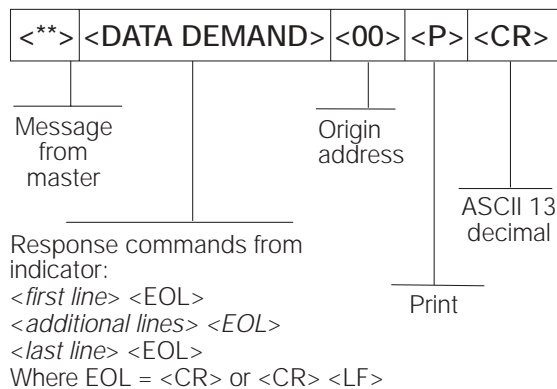 <**> <DATA DEMAND> <00> <P> <CR>
Message
from
master
Origin
address
ASCII 13
decimal
Print
Response commands from
indicator:
<first line> <EOL>
<additional lines> <EOL>
<last line> <EOL>
Where EOL = <CR> or <CR> <LF>